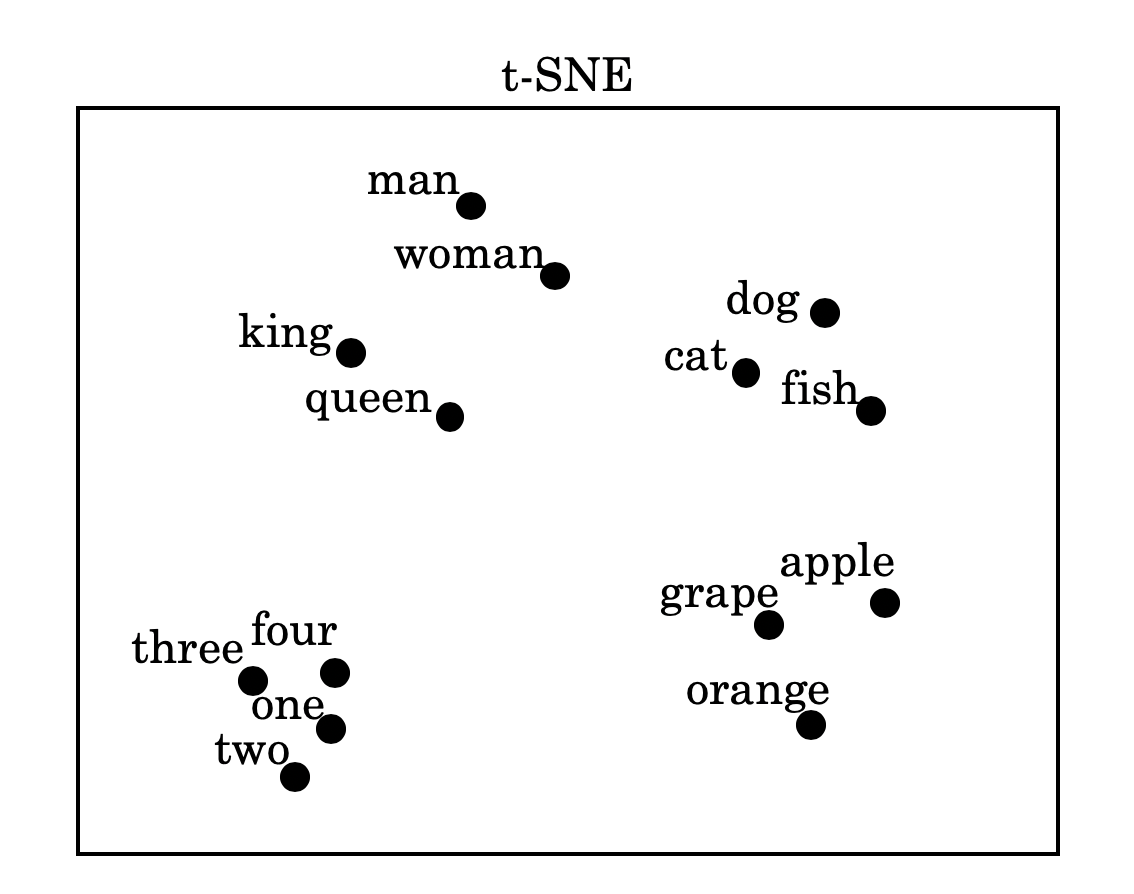 t-SNE
man
woman
dog
king
cat
fish
queen
apple
grape
four
three
orange
one
two